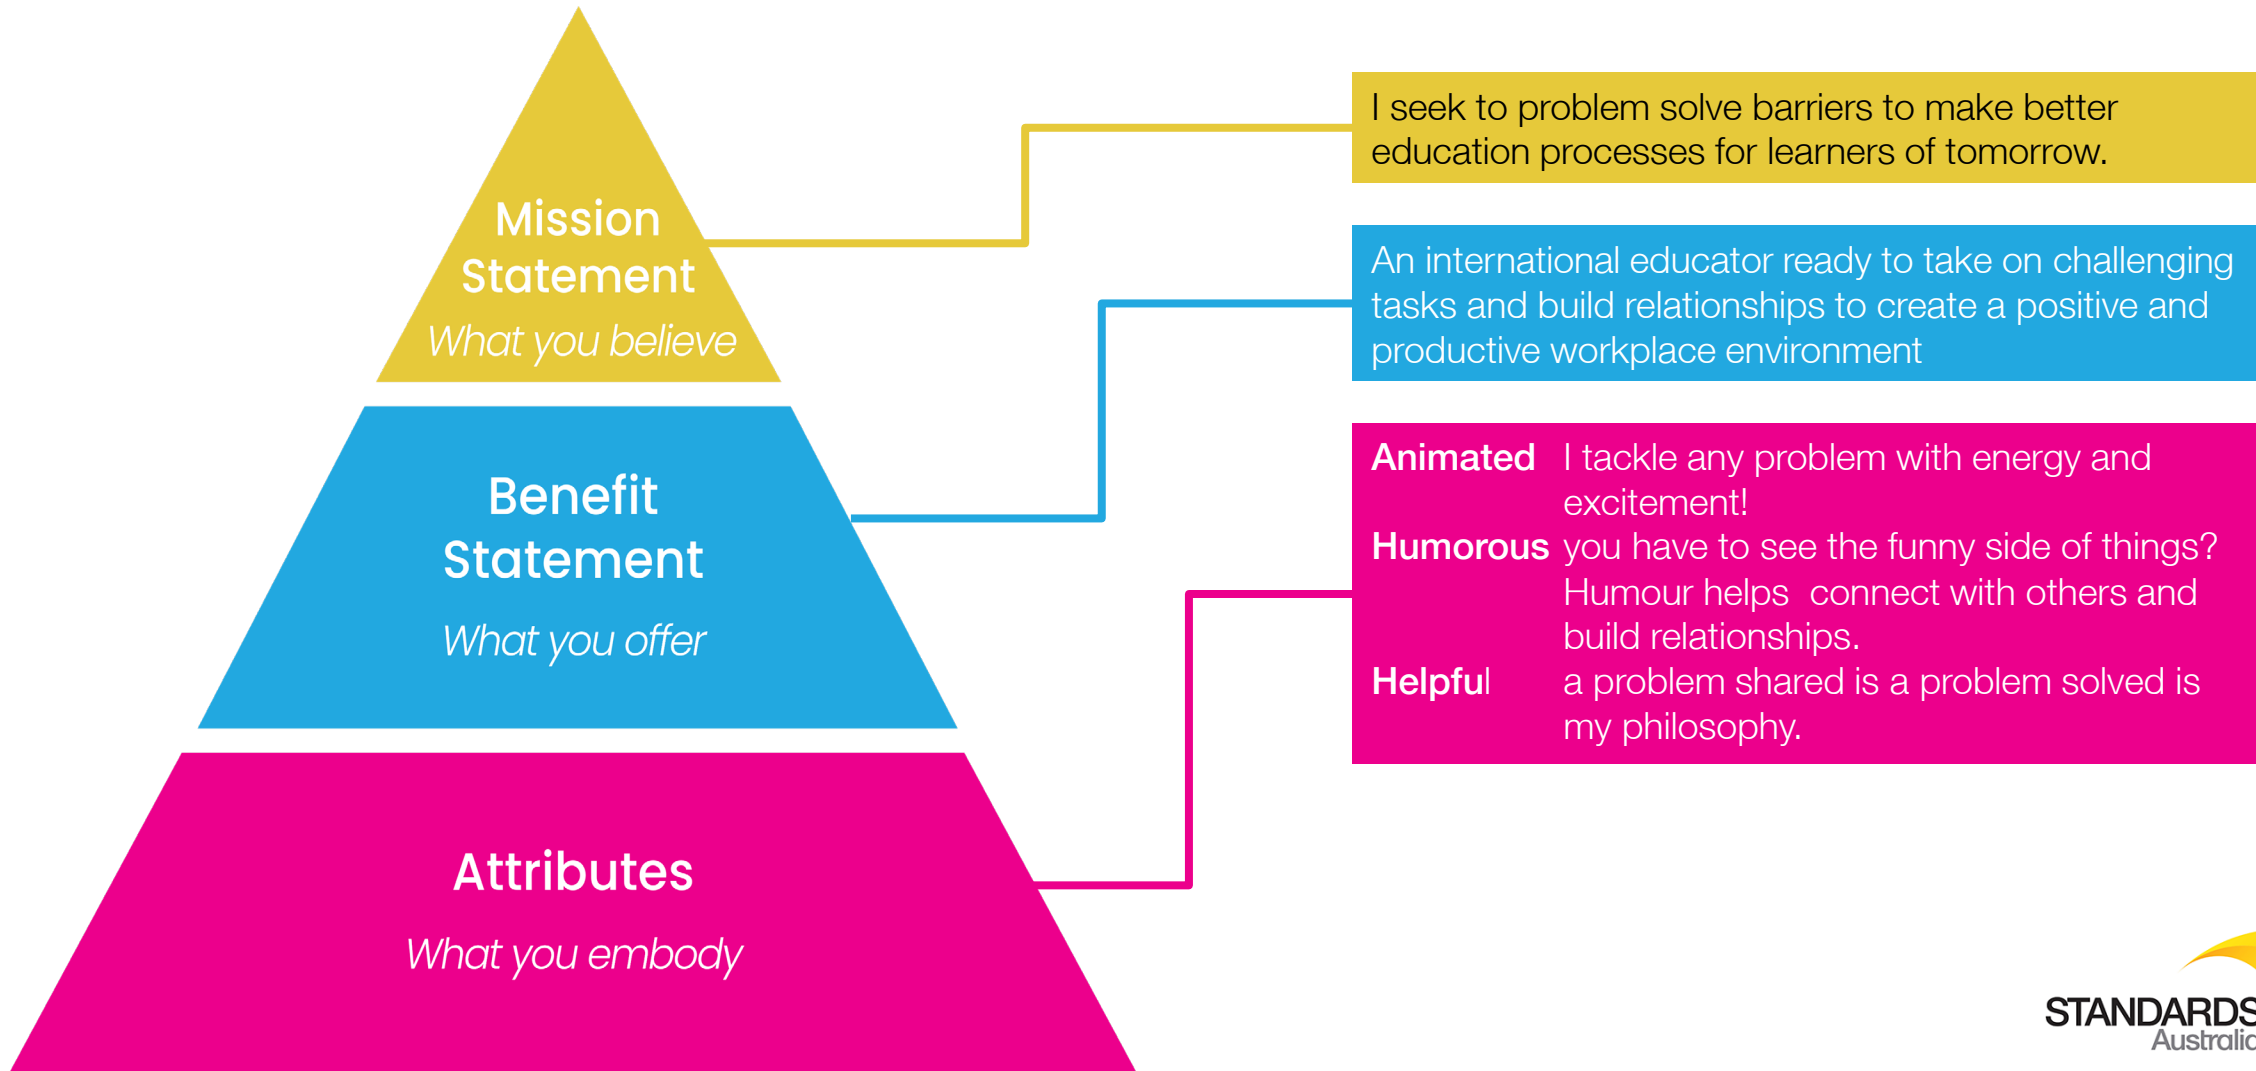 Mission
Statement
What you believe
Benefit
Statement
What you offer
Attributes
What you embody
I seek to problem solve barriers to make better
education processes for learners of tomorrow.
An international educator ready to take on challenging
tasks and build relationships to create a positive and
productive workplace environment
Animated I tackle any problem with energy and
excitement!
Humorous you have to see the funny side of things?
Humour helps connect with others and
build relationships.
Helpful a problem shared is a problem solved is
my philosophy.
STANDARDS
Australia